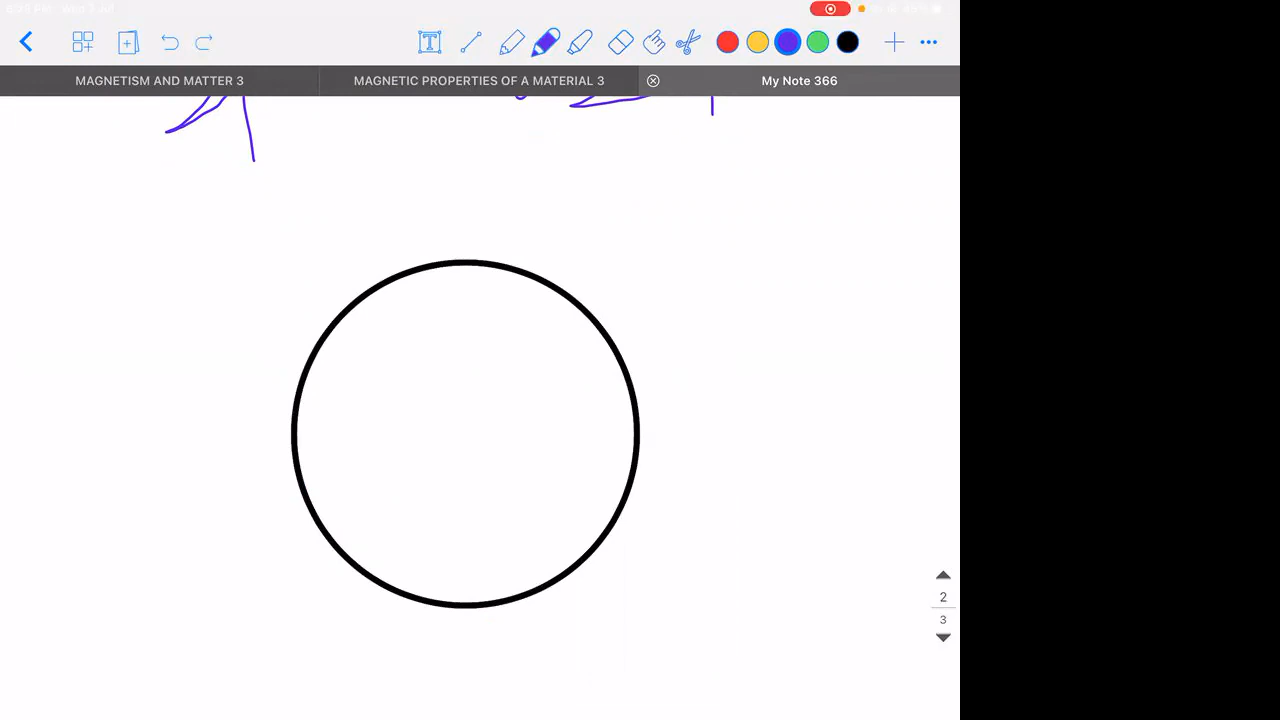 MAGNETISM AND MATTER 3
MAGNETIC PROPERTIES OF A MATERIAL 3
My Note 366
2
3